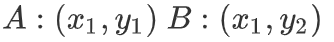 A : (x₁, y₁) B : (x₁, y₂)